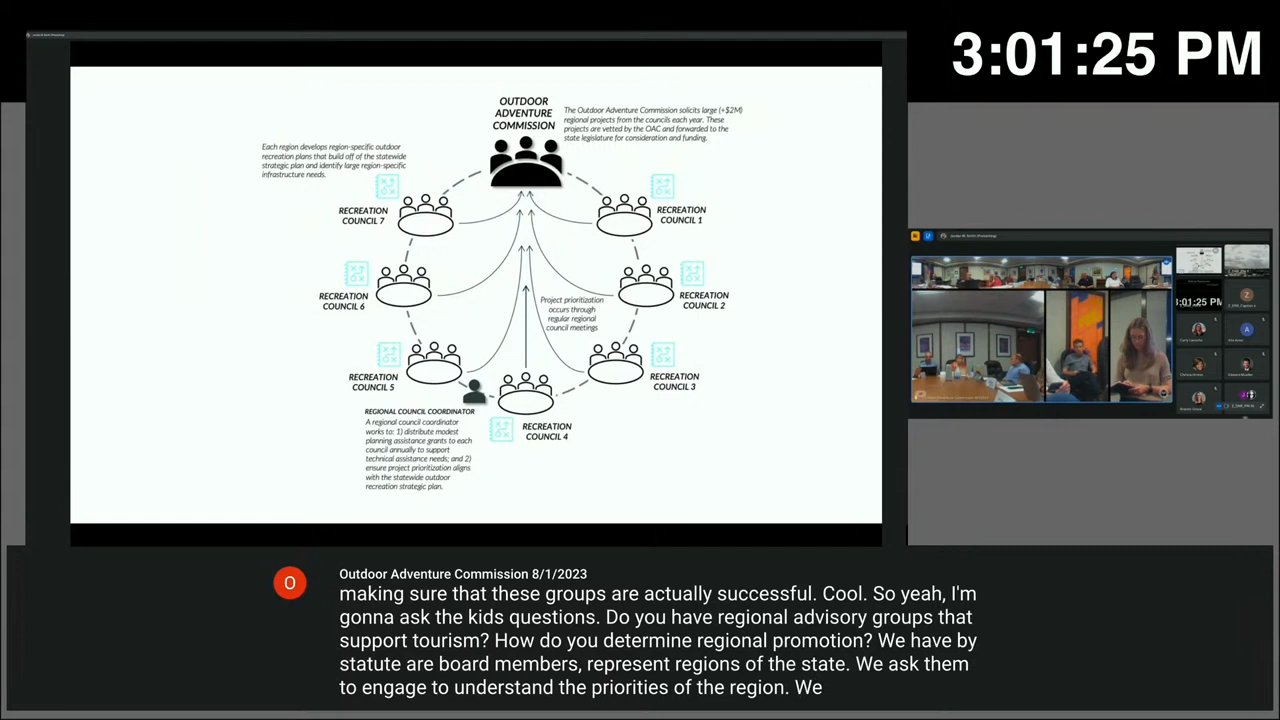 3:01:25 PM
OUTDOOR
ADVENTURE
COMMISSION
The Outdoor Adventure Commission solicits large (+$2M)
regional projects from the councils each year. These
projects are vetted by the OAC and forwarded to the
state legislature for consideration and funding.
Each region develops region-specific outdoor
recreation plans that build off of the statewide
strategic plan and identify large region-specific
infrastructure needs.
RECREATION
COUNCIL 7
RECREATION
COUNCIL 1
RECREATION
COUNCIL 6
RECREATION
COUNCIL 2
Project prioritization
occurs through
regular regional
council meetings
RECREATION
COUNCIL 5
RECREATION
COUNCIL 3
REGIONAL COUNCIL COORDINATOR
A regional council coordinator
works to: 1) distribute modest
planning assistance grants to each
council annually to support
technical assistance needs; and 2)
ensure project prioritization aligns
with the statewide outdoor
recreation strategic plan.
RECREATION
COUNCIL 4
3:01:25 PM
O
Outdoor Adventure Commission 8/1/2023
making sure that these groups are actually successful. Cool. So yeah, I'm
gonna ask the kids questions. Do you have regional advisory groups that
support tourism? How do you determine regional promotion? We have by
statute are board members, represent regions of the state. We ask them
to engage to understand the priorities of the region. We